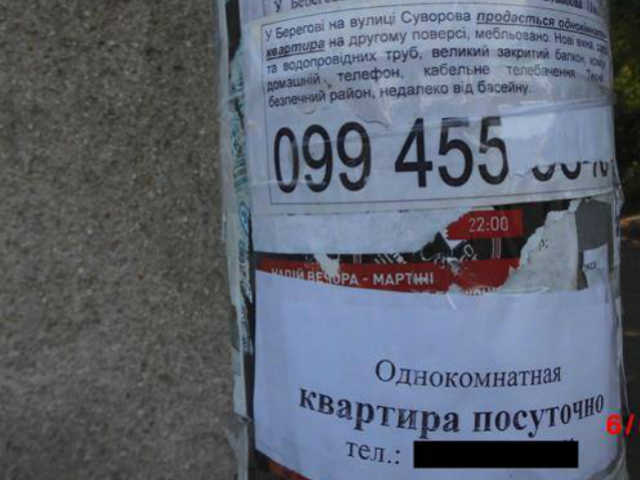 У Берегові на вулиці Суворова продається
квартира на другому поверсі, мебльовано. Нові вікна,
та водопровідних труб, великий закритий балкон,
домашній телефон, кабельне телебачення.
безпечний район, недалеко від басейну.
099 455
22:00
ВЕЧОРА - МАРТІНІ
Однокомнатная
квартира посуточно
тел.:
6/